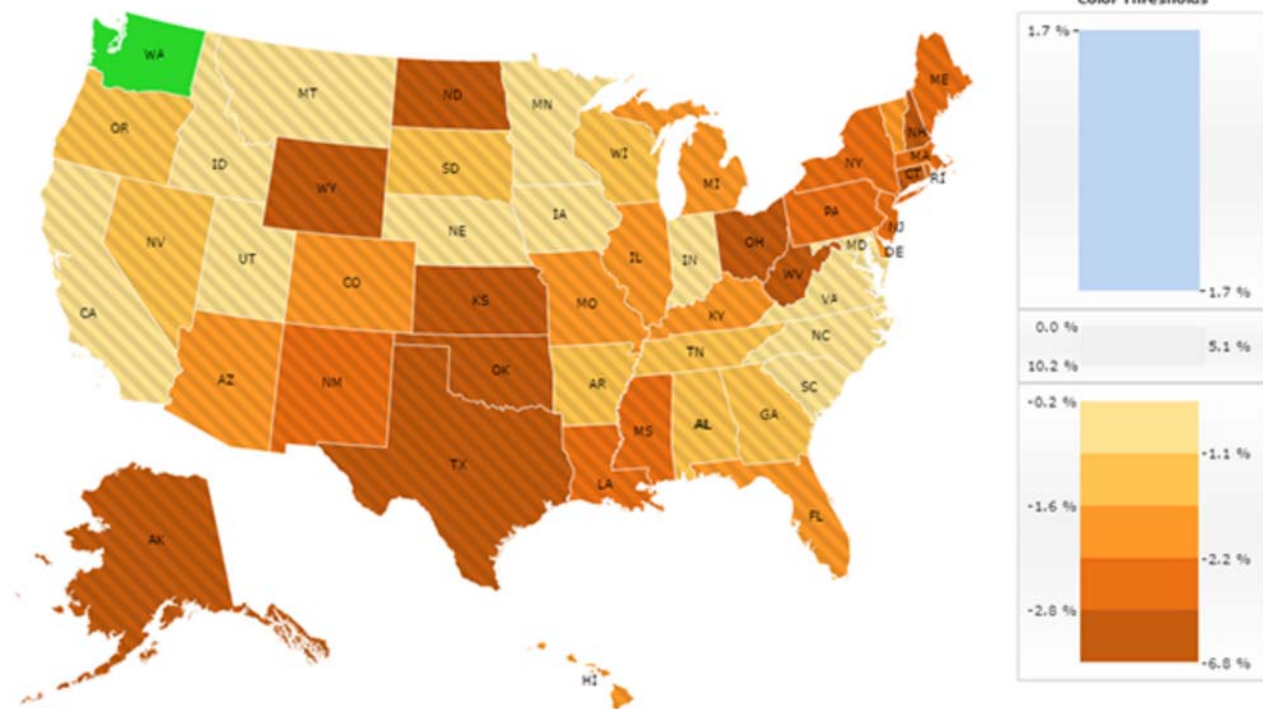 Color Thresholds
1.7 %
1.7 %
0.0 %
5.1 %
10.2 %
-0.2 %
-1.1 %
-1.6 %
-2.2 %
-2.8 %
-6.8 %
WA
OR
CA
NV
ID
MT
WY
UT
AZ
CO
NM
ND
SD
NE
KS
OK
TX
MN
IA
MO
AR
LA
WI
IL
MI
IN
OH
KY
TN
MS
AL
GA
FL
SC
NC
VA
WV
PA
NY
MD
DE
NJ
CT
RI
MA
NH
ME
AK
HI